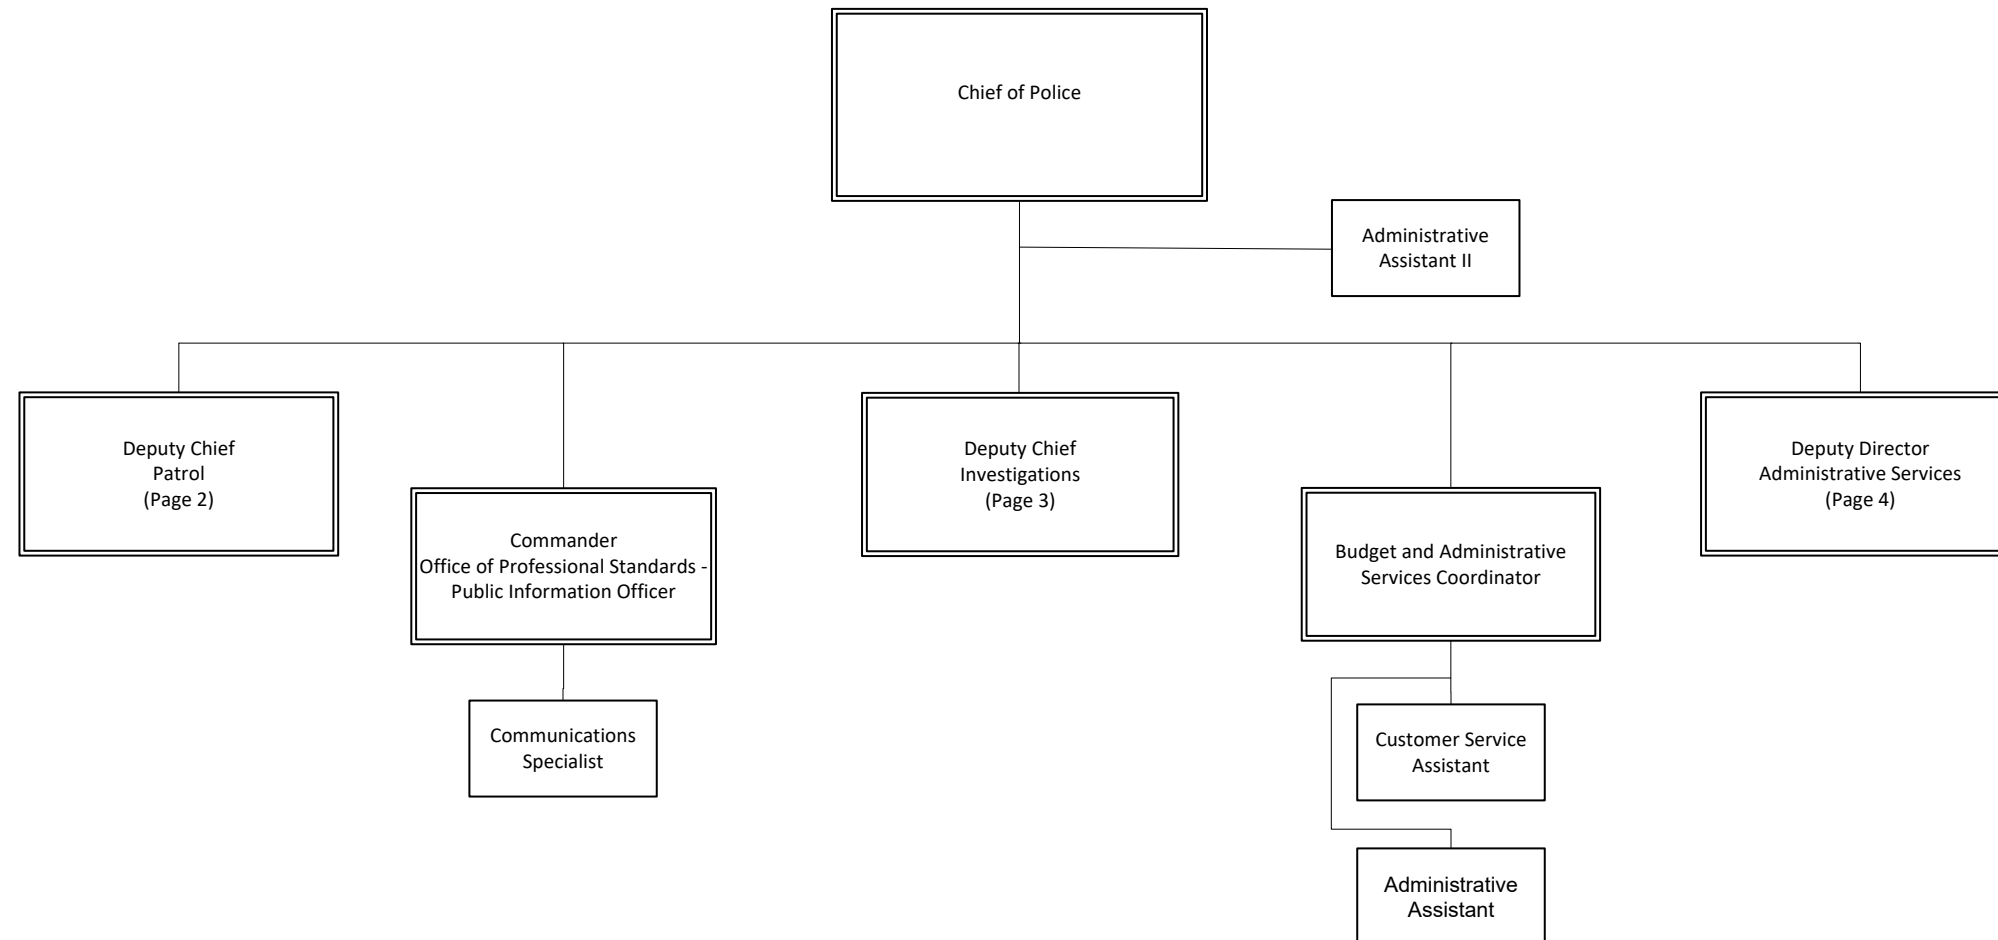 Chief of Police
Administrative
Assistant II
Deputy Chief
Patrol
(Page 2)
Commander
Office of Professional Standards -
Public Information Officer
Deputy Chief
Investigations
(Page 3)
Budget and Administrative
Services Coordinator
Deputy Director
Administrative Services
(Page 4)
Communications
Specialist
Customer Service
Assistant
Administrative
Assistant